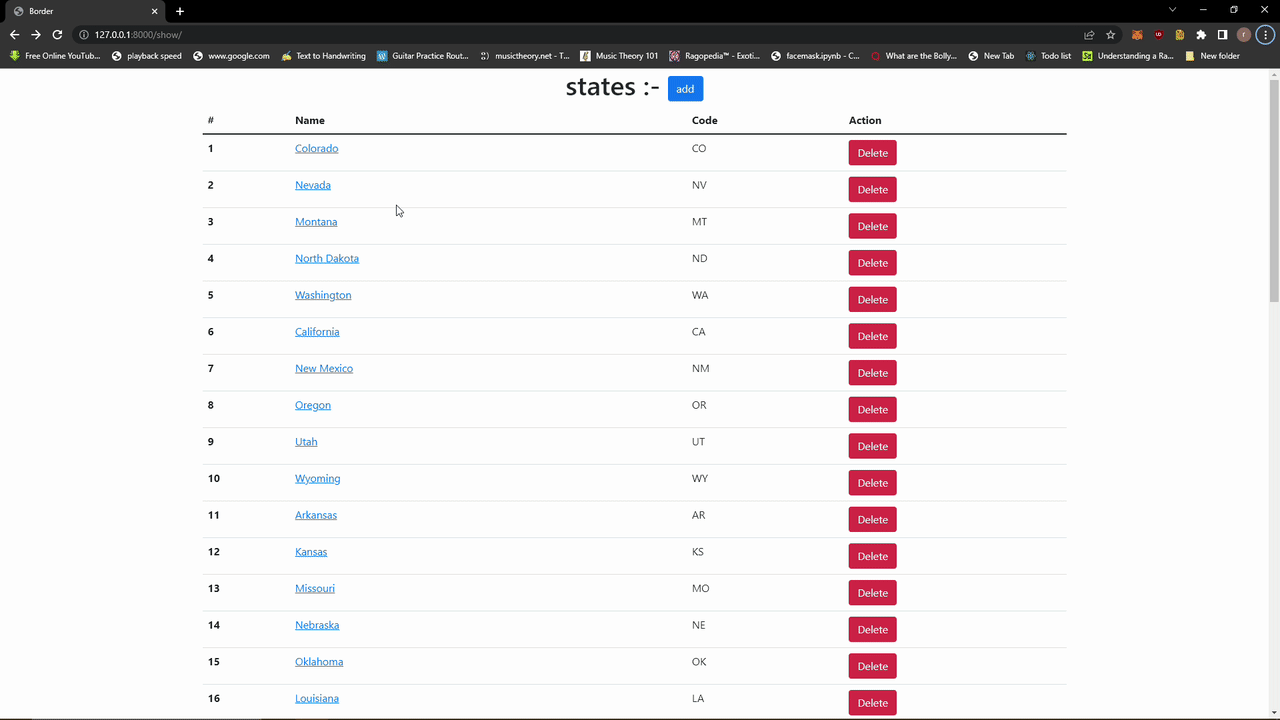 Border
127.0.0.1:8000/show/
Free Online YouTub... playback speed www.google.com Text to Handwriting Guitar Practice Rout... musictheory.net - T... Music Theory 101 Ragopedia™ - Exoti... facemask.ipynb - C... What are the Bolly... New Tab Todo list Understanding a Ra... New folder
states :- add
# Name Code Action
1 Colorado CO Delete
2 Nevada NV Delete
3 Montana MT Delete
4 North Dakota ND Delete
5 Washington WA Delete
6 California CA Delete
7 New Mexico NM Delete
8 Oregon OR Delete
9 Utah UT Delete
10 Wyoming WY Delete
11 Arkansas AR Delete
12 Kansas KS Delete
13 Missouri MO Delete
14 Nebraska NE Delete
15 Oklahoma OK Delete
16 Louisiana LA Delete